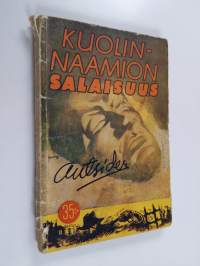 KUOLIN-
NAAMION
SALAISUUS
Outsider
35:-